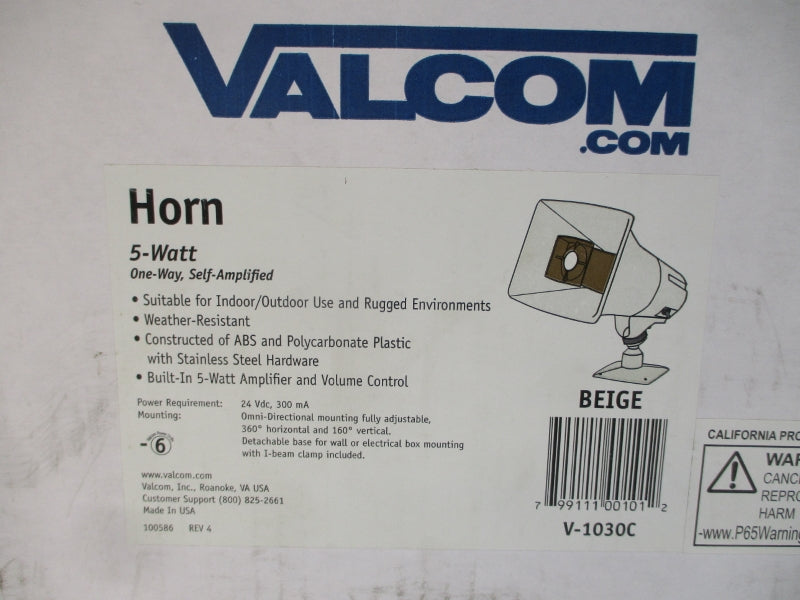 VALCOM
.COM
Horn
5-Watt
One-Way, Self-Amplified
• Suitable for Indoor/Outdoor Use and Rugged Environments
• Weather-Resistant
• Constructed of ABS and Polycarbonate Plastic
with Stainless Steel Hardware
• Built-In 5-Watt Amplifier and Volume Control
Power Requirement: 24 Vdc, 300 mA
Mounting: Omni-Directional mounting fully adjustable,
360° horizontal and 160° vertical.
Detachable base for wall or electrical box mounting
with I-beam clamp included.
-6
www.valcom.com
Valcom, Inc., Roanoke, VA USA
Customer Support (800) 825-2661
Made In USA
100586 REV 4
BEIGE
7 99111 00101 2
V-1030C
CALIFORNIA PRO
WAR
CANC
REPRO
HARM
-www.P65Warning